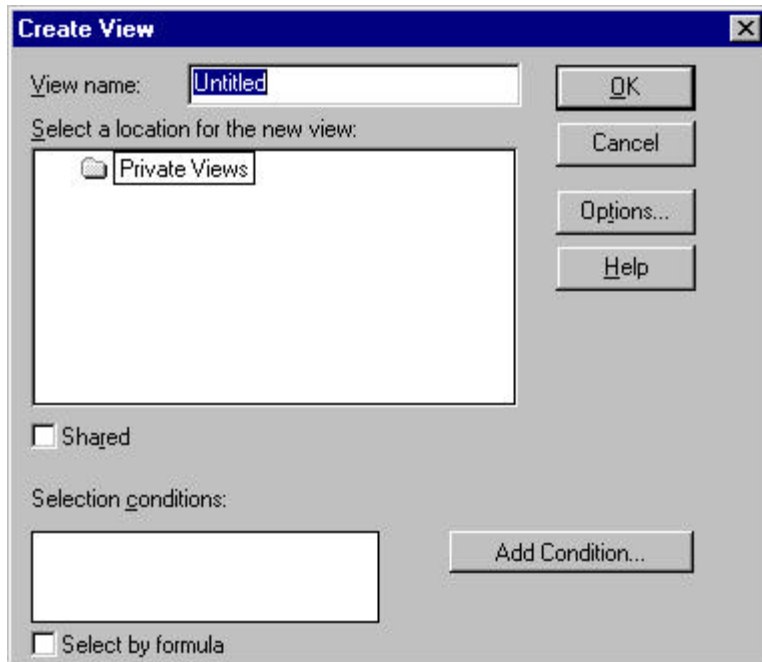 Create View
View name: Untitled
OK
Select a location for the new view:
Cancel
Private Views
Options...
Help
Shared
Selection conditions:
Add Condition...
Select by formula